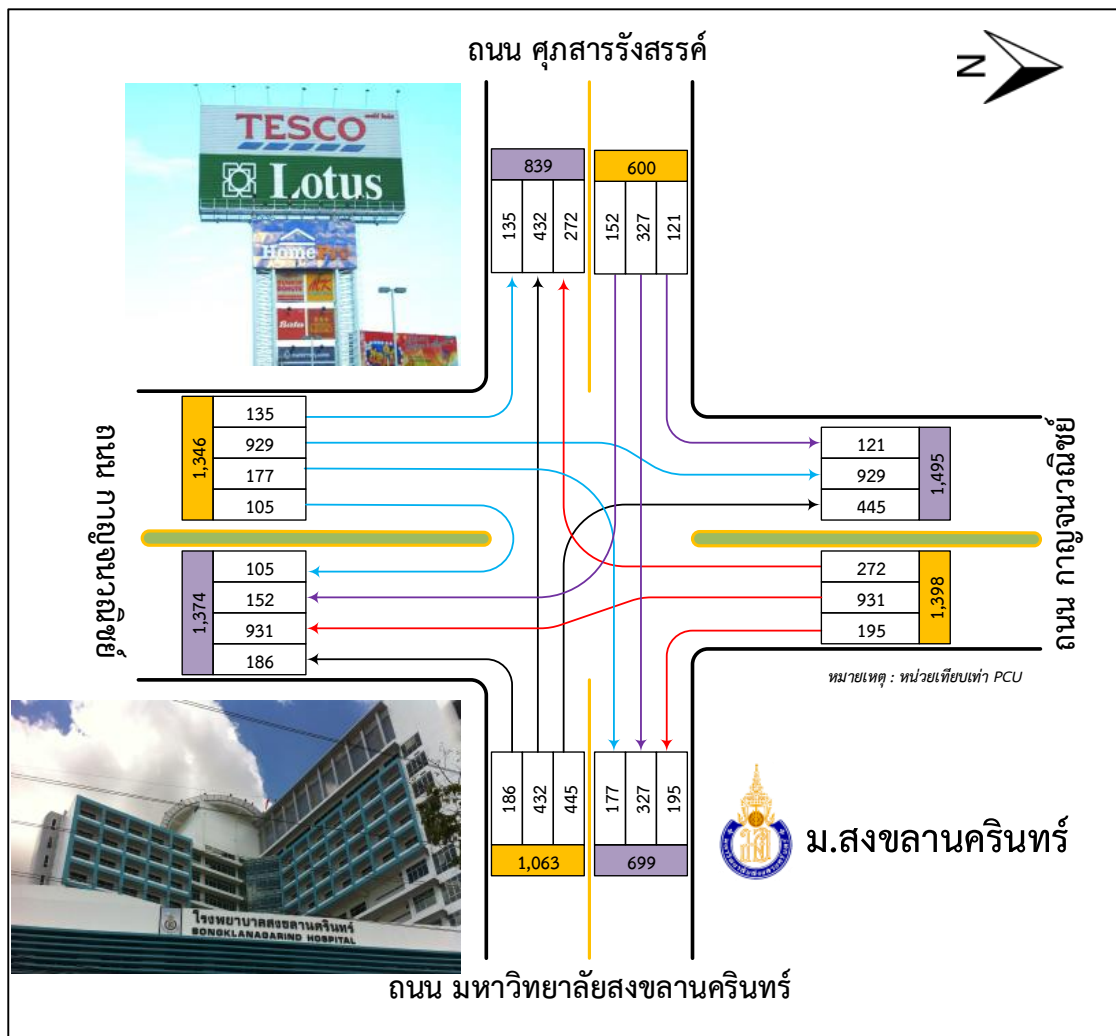 ถนน ศุภสารรังสรรค์
N
TESCO
Lotus
HomePro
839
600
135
432
272
152
327
121
ถนน กาญจนวณิชย์
1,346
135
929
177
105
1,374
105
152
931
186
121
929
445
1,495
272
931
195
1,398
ถนน กาญจนวณิชย์
หมายเหตุ : หน่วยเทียบเท่า PCU
186
432
445
177
327
195
1,063
699
ม.สงขลานครินทร์
โรงพยาบาลสงขลานครินทร์
SONGKLANAGARIND HOSPITAL
ถนน มหาวิทยาลัยสงขลานครินทร์